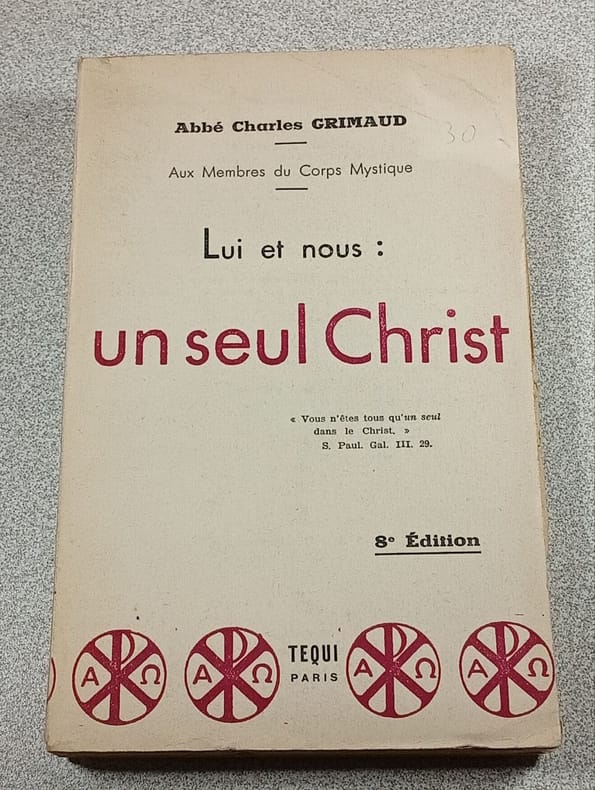 Abbé Charles GRIMAUD
30
Aux Membres du Corps Mystique
Lui et nous :
un seul Christ
« Vous n'êtes tous qu'un seul
dans le Christ. »
S. Paul. Gal. III. 29.
8e Édition
A Ω
A Ω
TEQUI
PARIS
A Ω
A Ω